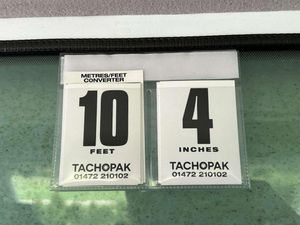 METRES/FEET
CONVERTER
10
FEET
TACHOPAK
01472 210102
4
INCHES
TACHOPAK
01472 210102